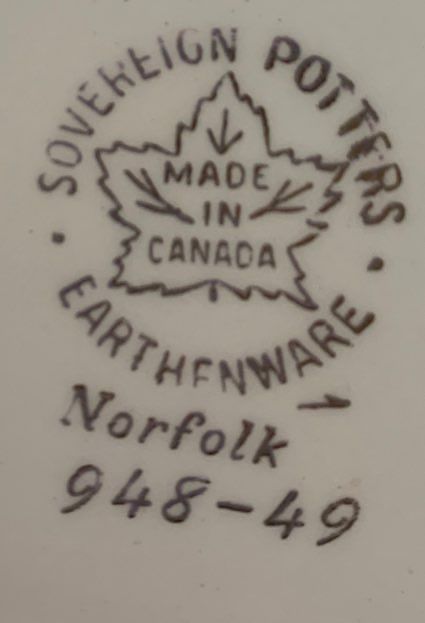 SOVEREIGN POTTERS
MADE
IN
CANADA
EARTHENWARE
Norfolk
948-49